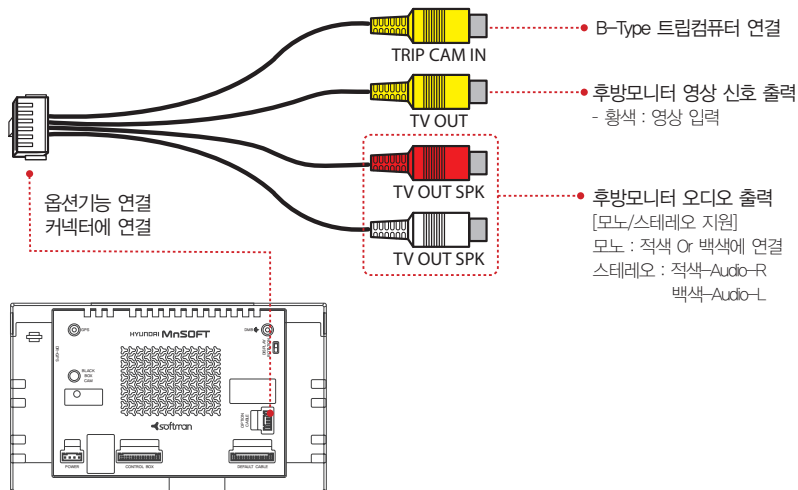 TRIP CAM IN
B-Type 트립컴퓨터 연결
TV OUT
후방모니터 영상 신호 출력
- 황색 : 영상 입력
TV OUT SPK
TV OUT SPK
후방모니터 오디오 출력
[모노/스테레오 지원]
모노 : 적색 Or 백색에 연결
스테레오 : 적색-Audio-R
백색-Audio-L
옵션기능 연결
커넥터에 연결
GPS
HYUNDAI MnSOFT
DMB
BLACK
BOX
CAM
OPTION
CABLE
softman
POWER
CONTROL BOX
DEFAULT CABLE